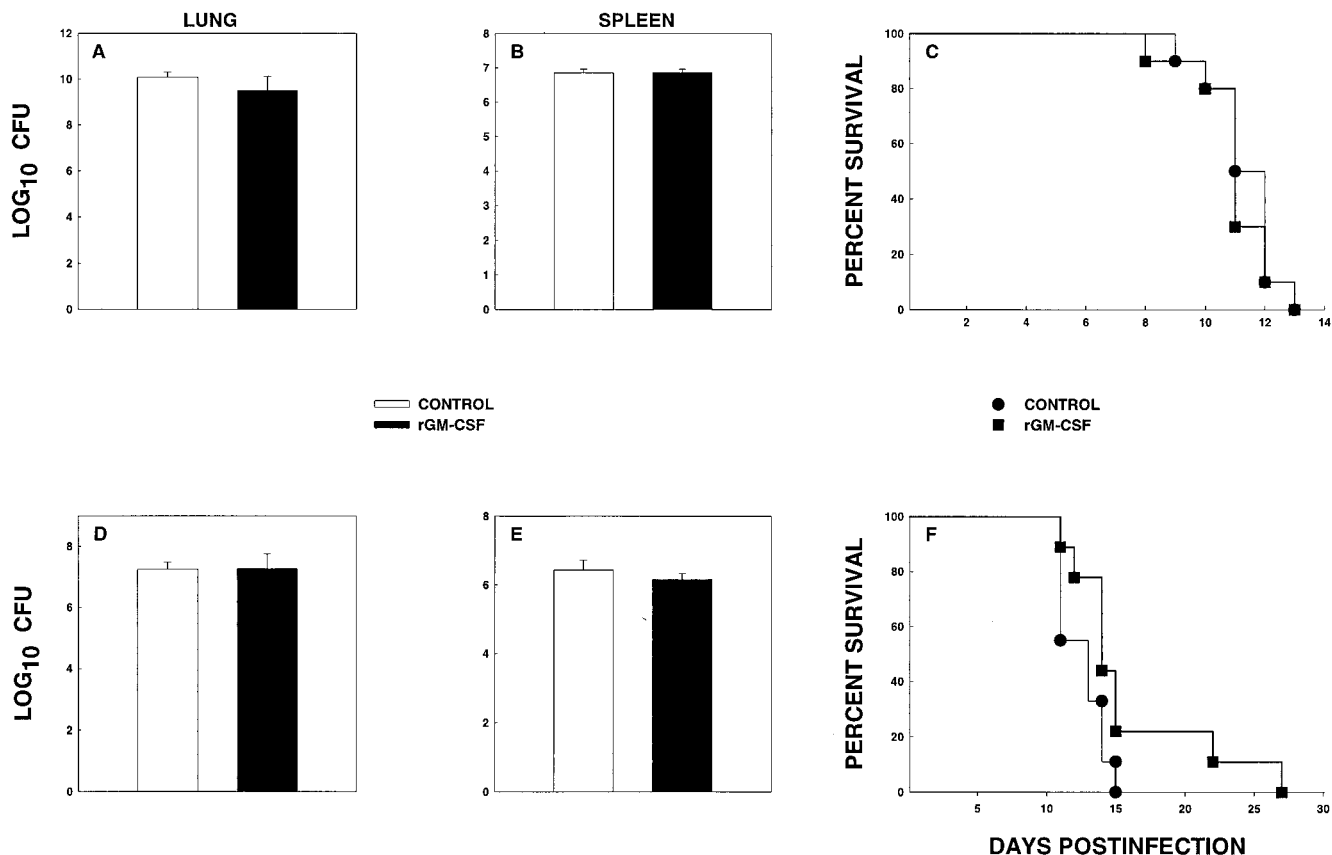 LUNG
SPLEEN
A
12
10
8
6
4
2
0
LOG10 CFU
B
8
7
6
5
4
3
2
1
0
C
100
80
60
40
20
0
PERCENT SURVIVAL
2 4 6 8 10 12 14
CONTROL
rGM-CSF
CONTROL
rGM-CSF
D
8
6
4
2
0
LOG10 CFU
E
8
6
4
2
0
F
100
80
60
40
20
0
PERCENT SURVIVAL
5 10 15 20 25 30
DAYS POSTINFECTION